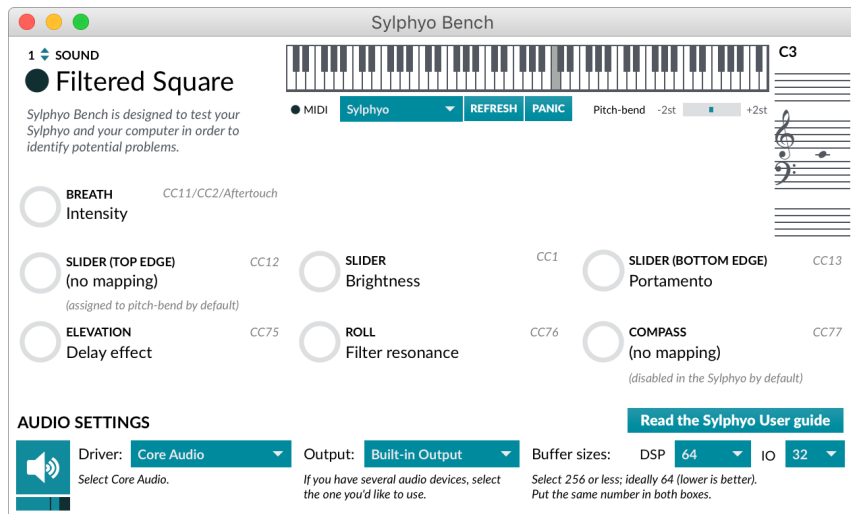 Sylphyo Bench
1 SOUND
Filtered Square
Sylphyo Bench is designed to test your
Sylphyo and your computer in order to
identify potential problems.
C3
MIDI Sylphyo REFRESH PANIC Pitch-bend -2st +2st
BREATH CC11/CC2/Aftertouch
Intensity
SLIDER (TOP EDGE) CC12
(no mapping)
(assigned to pitch-bend by default)
SLIDER CC1
Brightness
SLIDER (BOTTOM EDGE) CC13
Portamento
ELEVATION CC75
Delay effect
ROLL CC76
Filter resonance
COMPASS CC77
(no mapping)
(disabled in the Sylphyo by default)
AUDIO SETTINGS
Read the Sylphyo User guide
Driver: Core Audio
Select Core Audio.
Output: Built-in Output
If you have several audio devices, select
the one you'd like to use.
Buffer sizes: DSP 64 IO 32
Select 256 or less; ideally 64 (lower is better).
Put the same number in both boxes.